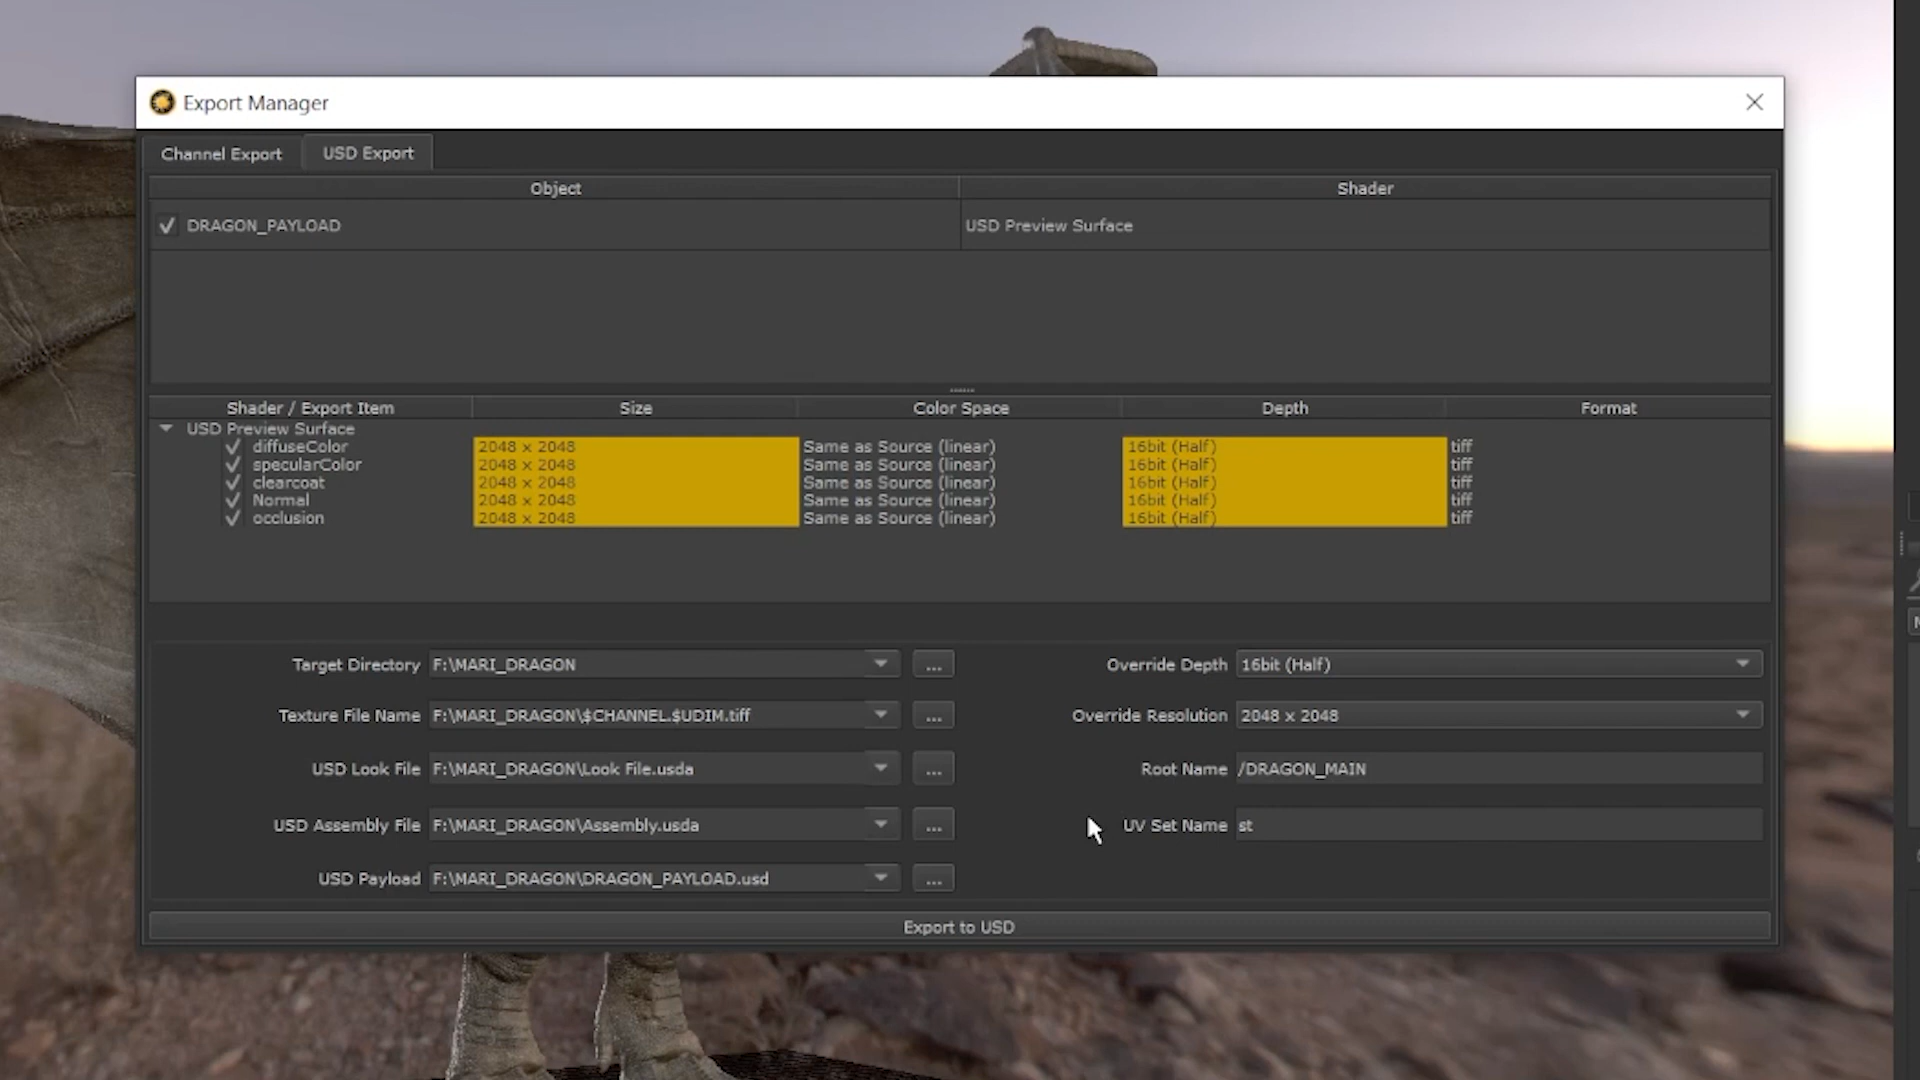 Export Manager
Channel Export USD Export
Object Shader
DRAGON_PAYLOAD USD Preview Surface
Shader / Export Item Size Color Space Depth Format
USD Preview Surface
diffuseColor 2048 x 2048 Same as Source (linear) 16bit (Half) tiff
specularColor 2048 x 2048 Same as Source (linear) 16bit (Half) tiff
clearcoat 2048 x 2048 Same as Source (linear) 16bit (Half) tiff
Normal 2048 x 2048 Same as Source (linear) 16bit (Half) tiff
occlusion 2048 x 2048 Same as Source (linear) 16bit (Half) tiff
Target Directory F:\MARI_DRAGON ... Override Depth 16bit (Half)
Texture File Name F:\MARI_DRAGON\$CHANNEL.$UDIM.tiff ... Override Resolution 2048 x 2048
USD Look File F:\MARI_DRAGON\Look File.usda ... Root Name /DRAGON_MAIN
USD Assembly File F:\MARI_DRAGON\Assembly.usda ... UV Set Name st
USD Payload F:\MARI_DRAGON\DRAGON_PAYLOAD.usd ...
Export to USD